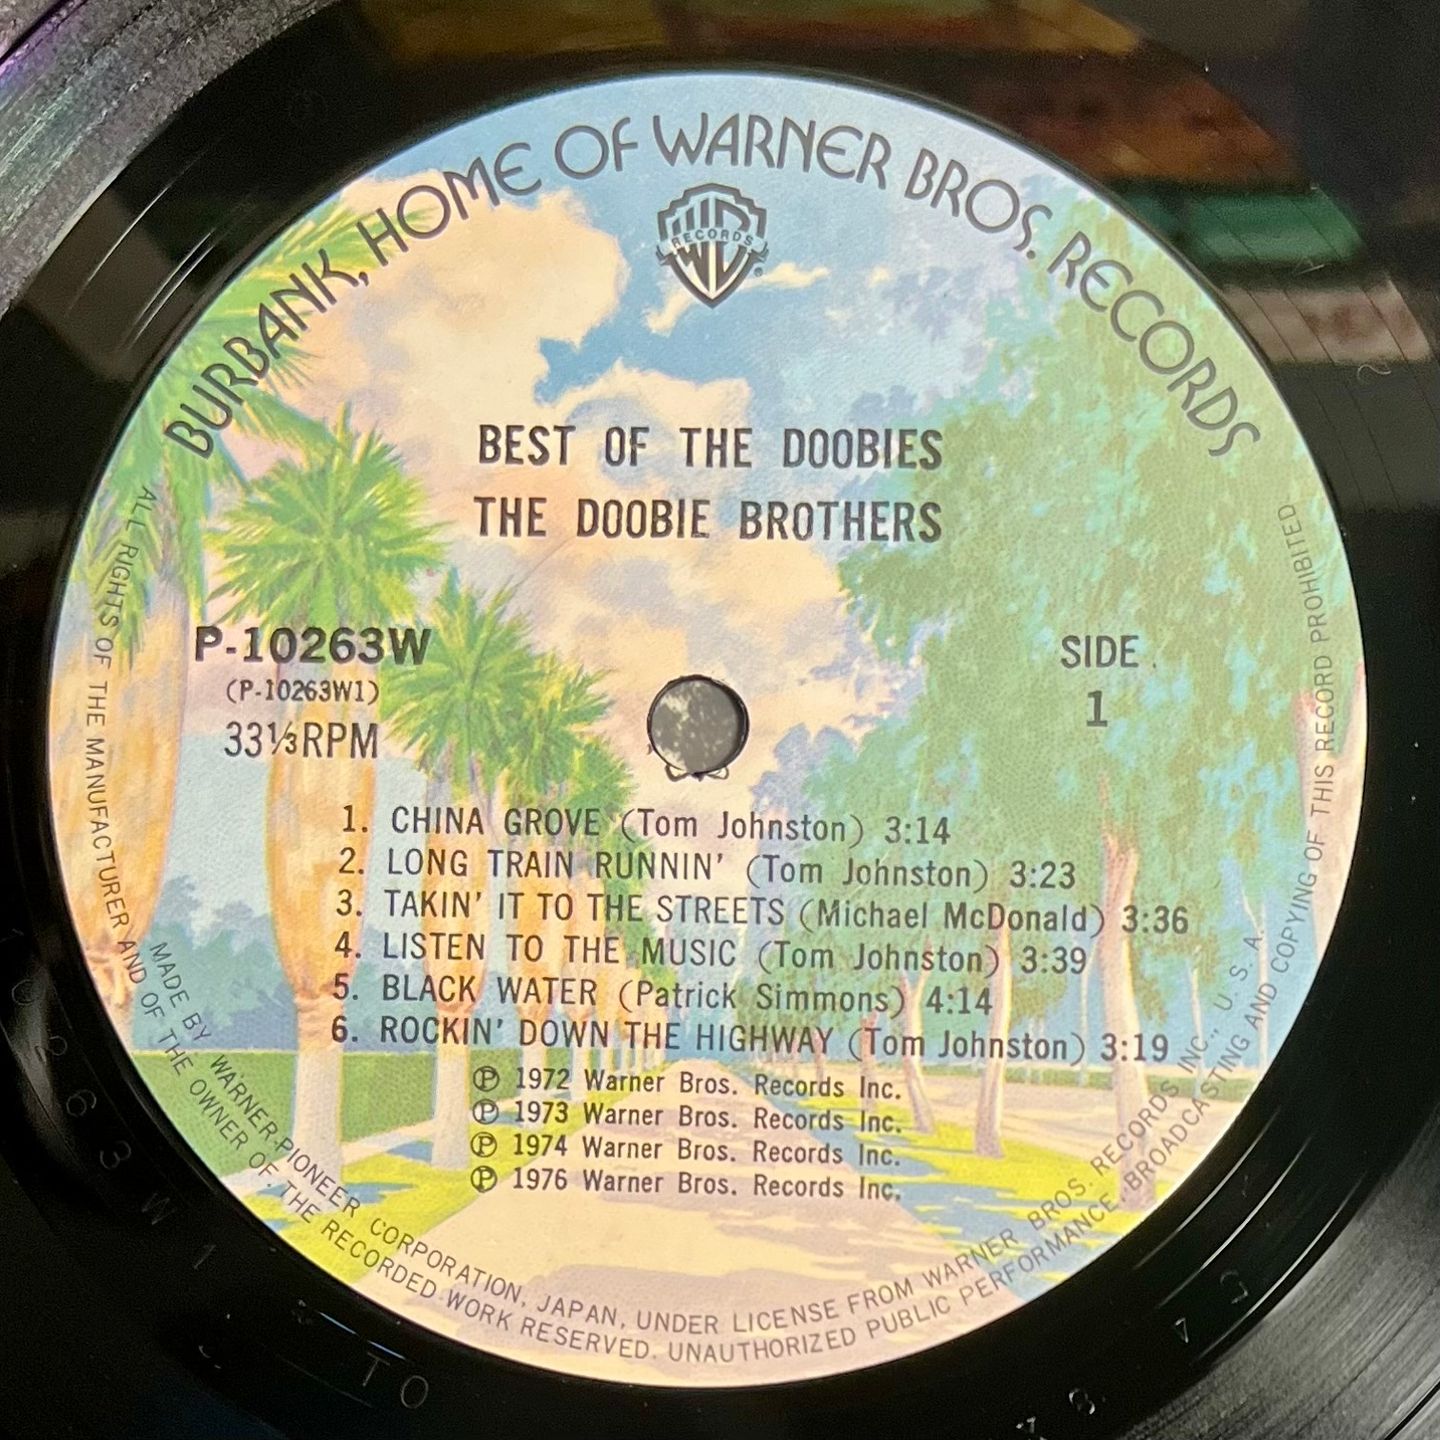 BURBANK, HOME OF WARNER BROS. RECORDS
WB
RECORDS
®
BEST OF THE DOOBIES
THE DOOBIE BROTHERS
P-10263W
(P-10263W1)
33⅓RPM
SIDE
1
1. CHINA GROVE (Tom Johnston) 3:14
2. LONG TRAIN RUNNIN' (Tom Johnston) 3:23
3. TAKIN' IT TO THE STREETS (Michael McDonald) 3:36
4. LISTEN TO THE MUSIC (Tom Johnston) 3:39
5. BLACK WATER (Patrick Simmons) 4:14
6. ROCKIN' DOWN THE HIGHWAY (Tom Johnston) 3:19
℗ 1972 Warner Bros. Records Inc.
℗ 1973 Warner Bros. Records Inc.
℗ 1974 Warner Bros. Records Inc.
℗ 1976 Warner Bros. Records Inc.
MADE BY WARNER-PIONEER CORPORATION, JAPAN, UNDER LICENSE FROM WARNER BROS. RECORDS INC., U. S. A.
ALL RIGHTS OF THE MANUFACTURER AND OF THE OWNER OF THE RECORDED WORK RESERVED. UNAUTHORIZED PUBLIC PERFORMANCE, BROADCASTING AND COPYING OF THIS RECORD PROHIBITED
10263W1